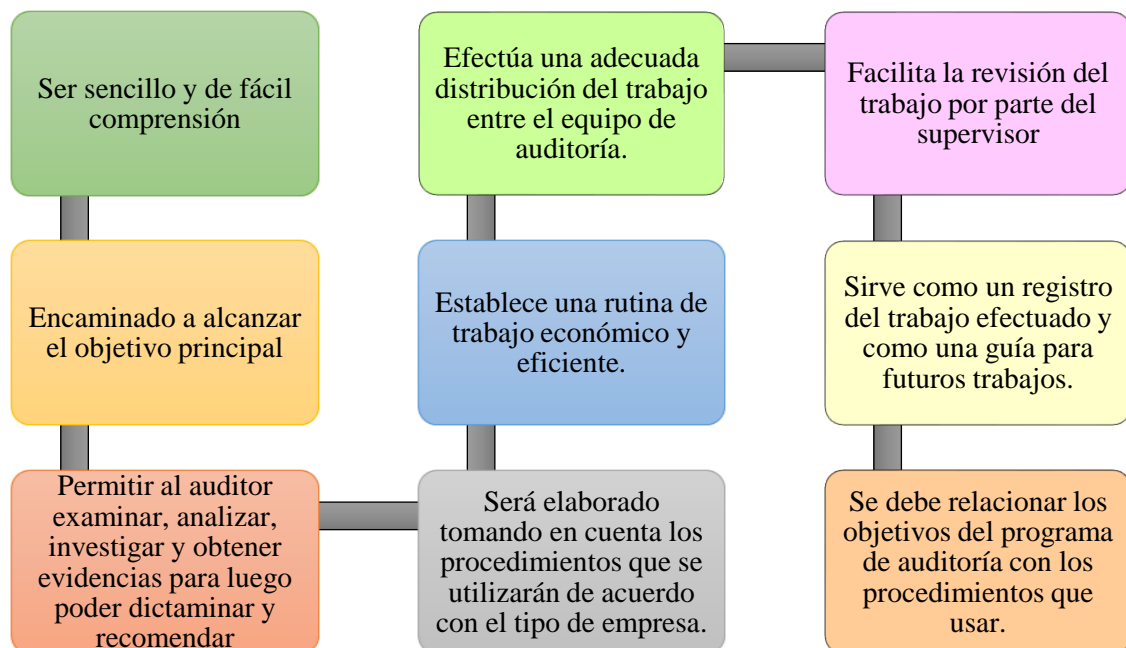 Ser sencillo y de fácil
comprensión
Encaminado a alcanzar
el objetivo principal
Permitir al auditor
examinar, analizar,
investigar y obtener
evidencias para luego
poder dictaminar y
recomendar
Será elaborado
tomando en cuenta los
procedimientos que se
utilizarán de acuerdo
con el tipo de empresa.
Establece una rutina de
trabajo económico y
eficiente.
Efectúa una adecuada
distribución del trabajo
entre el equipo de
auditoría.
Facilita la revisión del
trabajo por parte del
supervisor
Sirve como un registro
del trabajo efectuado y
como una guía para
futuros trabajos.
Se debe relacionar los
objetivos del programa
de auditoría con los
procedimientos que
usar.